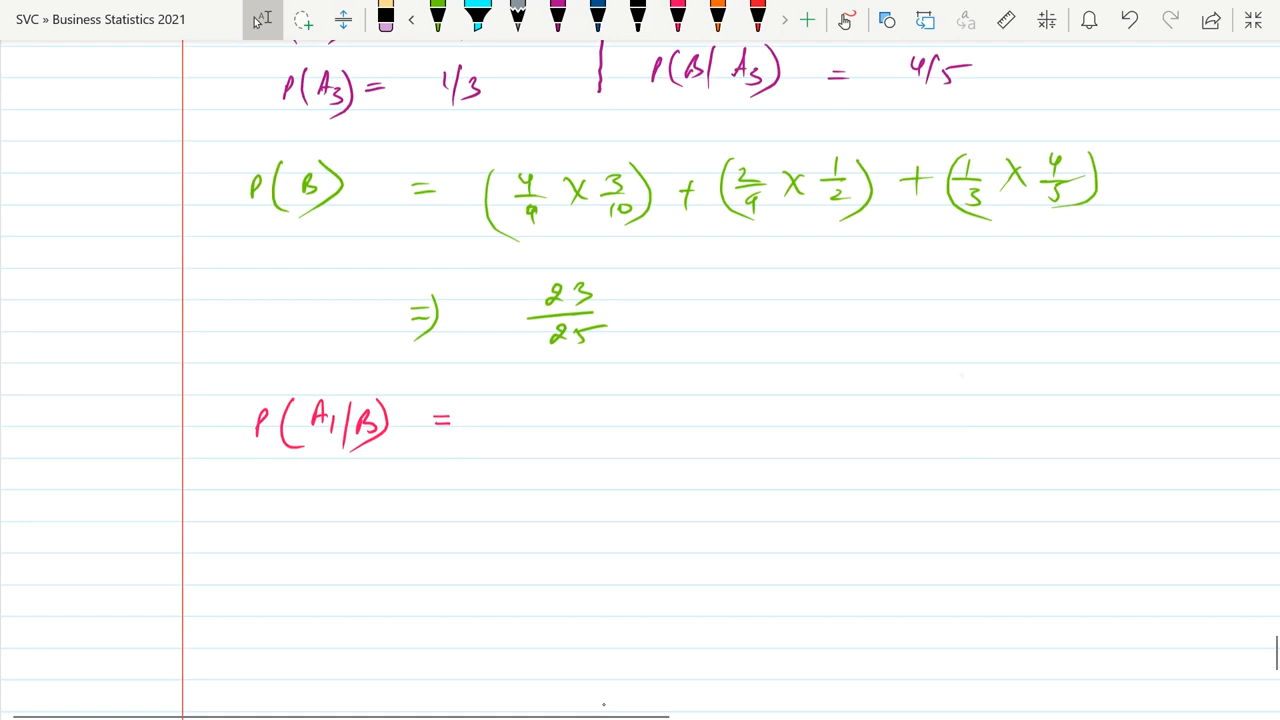 SVC » Business Statistics 2021
P(A₃) = 1/3 P(B/A₃) = 4/5
P(B) = (4/9 × 3/10) + (2/9 × 1/2) + (1/3 × 4/5)
⇒ 23/25
P(A₁/B) =